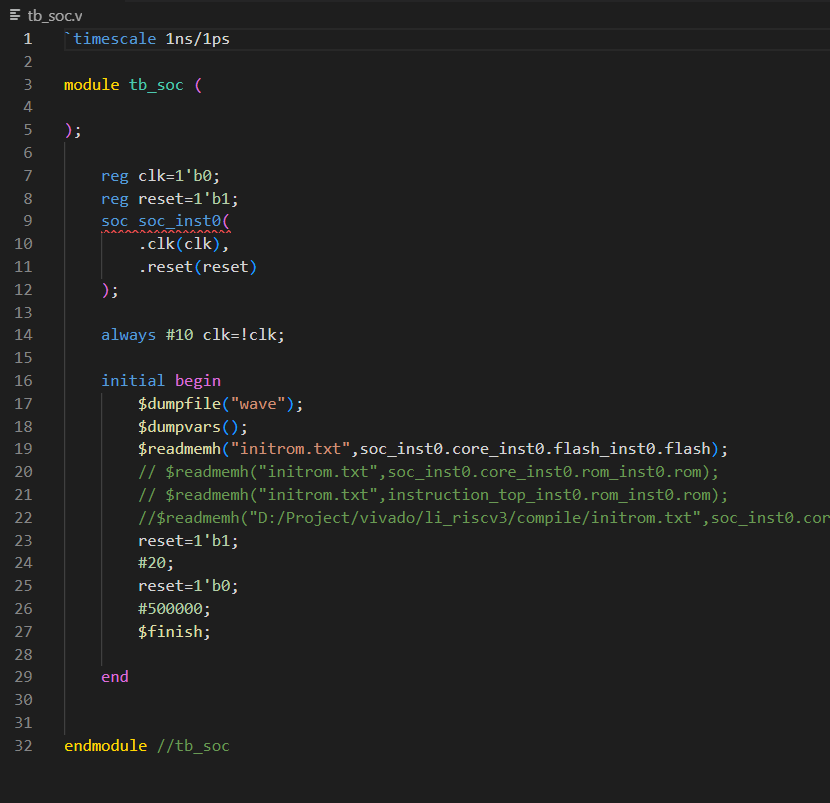 tb_soc.v
1 `timescale 1ns/1ps
2
3 module tb_soc (
4
5 );
6
7 reg clk=1'b0;
8 reg reset=1'b1;
9 soc soc_inst0(
10 .clk(clk),
11 .reset(reset)
12 );
13
14 always #10 clk=!clk;
15
16 initial begin
17 $dumpfile("wave");
18 $dumpvars();
19 $readmemh("initrom.txt",soc_inst0.core_inst0.flash_inst0.flash);
20 // $readmemh("initrom.txt",soc_inst0.core_inst0.rom_inst0.rom);
21 // $readmemh("initrom.txt",instruction_top_inst0.rom_inst0.rom);
22 //$readmemh("D:/Project/vivado/li_riscv3/compile/initrom.txt",soc_inst0.cor
23 reset=1'b1;
24 #20;
25 reset=1'b0;
26 #500000;
27 $finish;
28
29 end
30
31
32 endmodule //tb_soc